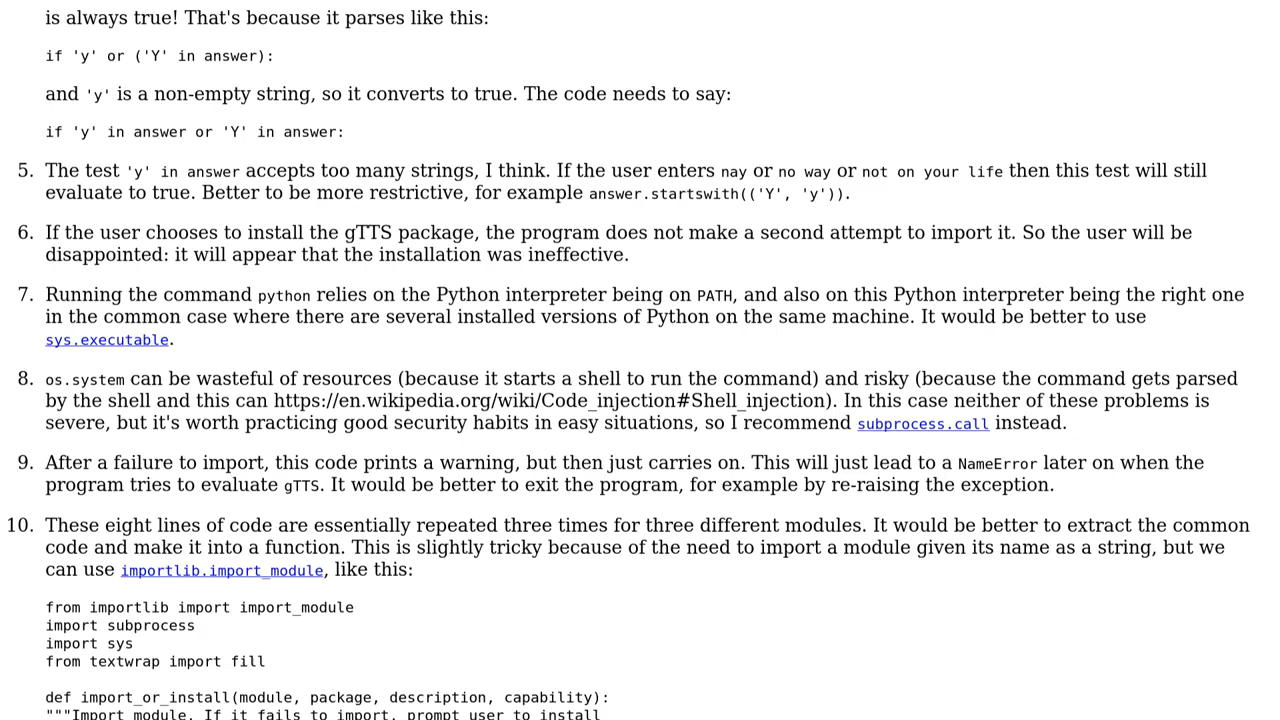 is always true! That's because it parses like this:
if 'y' or ('Y' in answer):
and 'y' is a non-empty string, so it converts to true. The code needs to say:
if 'y' in answer or 'Y' in answer:
5. The test 'y' in answer accepts too many strings, I think. If the user enters nay or no way or not on your life then this test will still
evaluate to true. Better to be more restrictive, for example answer.startswith(('Y', 'y')).
6. If the user chooses to install the gTTS package, the program does not make a second attempt to import it. So the user will be
disappointed: it will appear that the installation was ineffective.
7. Running the command python relies on the Python interpreter being on PATH, and also on this Python interpreter being the right one
in the common case where there are several installed versions of Python on the same machine. It would be better to use
sys.executable.
8. os.system can be wasteful of resources (because it starts a shell to run the command) and risky (because the command gets parsed
by the shell and this can https://en.wikipedia.org/wiki/Code_injection#Shell_injection). In this case neither of these problems is
severe, but it's worth practicing good security habits in easy situations, so I recommend subprocess.call instead.
9. After a failure to import, this code prints a warning, but then just carries on. This will just lead to a NameError later on when the
program tries to evaluate gTTS. It would be better to exit the program, for example by re-raising the exception.
10. These eight lines of code are essentially repeated three times for three different modules. It would be better to extract the common
code and make it into a function. This is slightly tricky because of the need to import a module given its name as a string, but we
can use importlib.import_module, like this:
from importlib import import_module
import subprocess
import sys
from textwrap import fill
def import_or_install(module, package, description, capability):
"""Import module. If it fails to import, prompt user to install